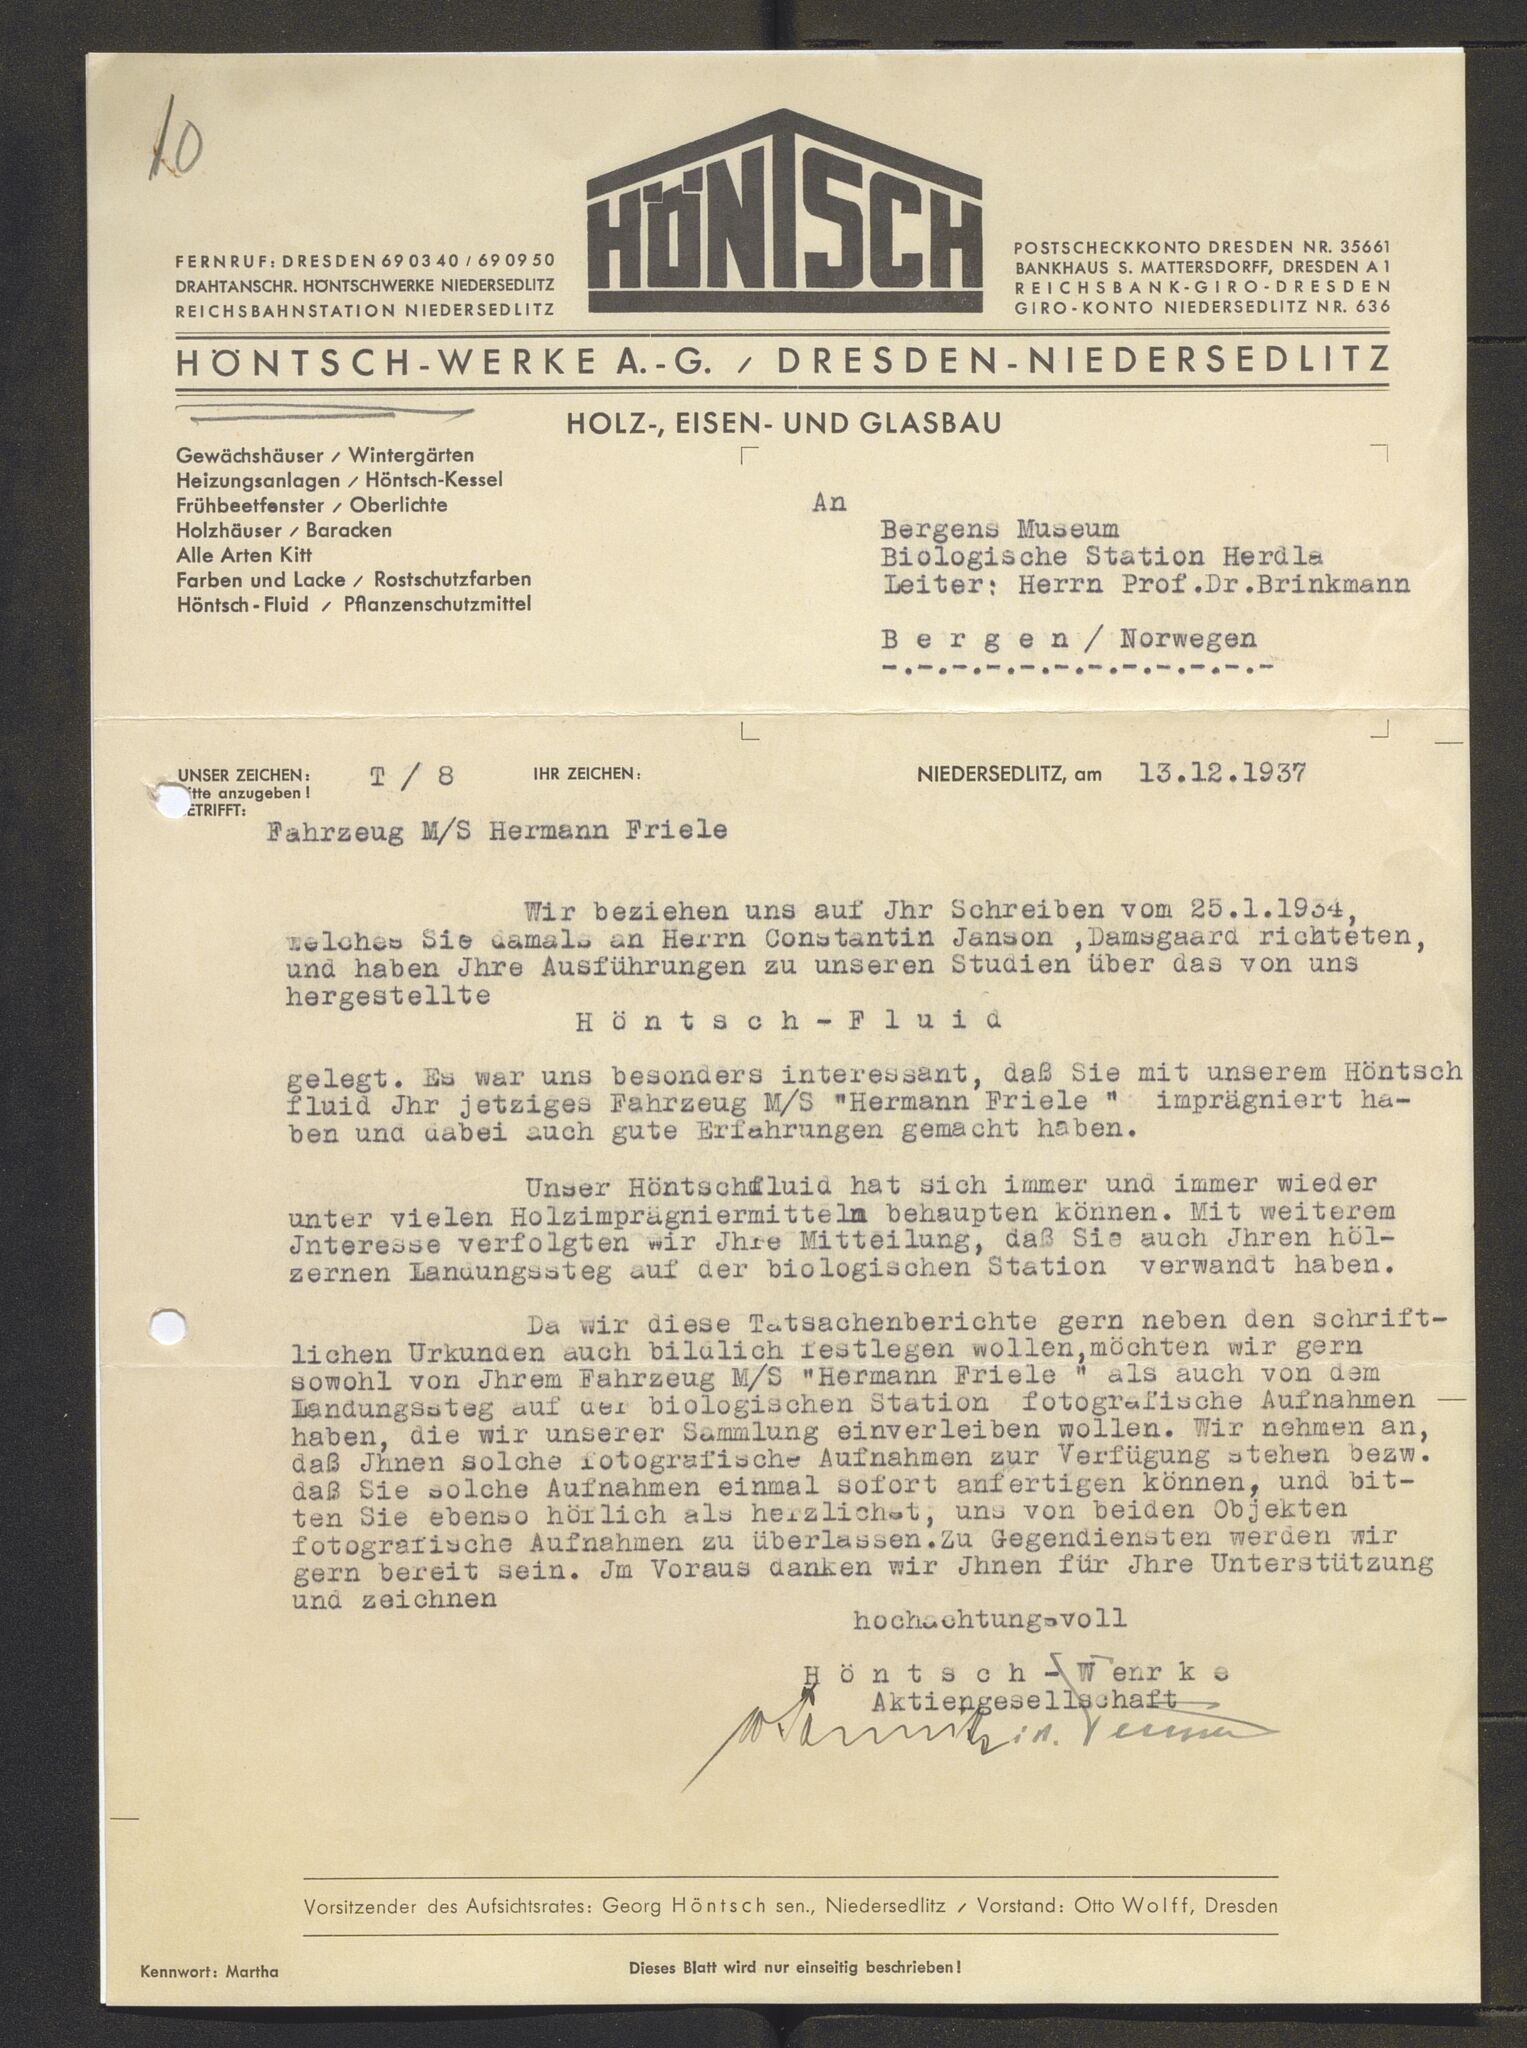 10
HÖNTSCH
FERNRUF: DRESDEN 69 03 40 / 69 09 50
DRAHTANSCHR. HÖNTSCHWERKE NIEDERSEDLITZ
REICHSBAHNSTATION NIEDERSEDLITZ
POSTSCHECKKONTO DRESDEN NR. 35661
BANKHAUS S. MATTERSDORFF, DRESDEN A 1
REICHSBANK-GIRO-DRESDEN
GIRO-KONTO NIEDERSEDLITZ NR. 636
HÖNTSCH-WERKE A.-G. / DRESDEN-NIEDERSEDLITZ
HOLZ-, EISEN- UND GLASBAU
Gewächshäuser / Wintergärten
Heizungsanlagen / Höntsch-Kessel
Frühbeetfenster / Oberlichte
Holzhäuser / Baracken
Alle Arten Kitt
Farben und Lacke / Rostschutzfarben
Höntsch-Fluid / Pflanzenschutzmittel
An
Bergens Museum
Biologische Station Herdla
Leiter: Herrn Prof.Dr.Brinkmann
B e r g e n / Norwegen
-.-.-.-.-.-.-.-.-.-.-.-
UNSER ZEICHEN: T / 8 IHR ZEICHEN: NIEDERSEDLITZ, am 13.12.1937
itte anzugeben!
ETRIFFT:
Fahrzeug M/S Hermann Friele
Wir beziehen uns auf Jhr Schreiben vom 25.1.1934,
welches Sie damals an Herrn Constantin Janson ,Damsgaard richteten,
und haben Jhre Ausführungen zu unseren Studien über das von uns
hergestellte
H ö n t s c h - F l u i d
gelegt. Es war uns besonders interessant, daß Sie mit unserem Höntsch
fluid Jhr jetziges Fahrzeug M/S "Hermann Friele " imprägniert ha-
ben und dabei auch gute Erfahrungen gemacht haben.
Unser Höntschfluid hat sich immer und immer wieder
unter vielen Holzimprägniermitteln behaupten können. Mit weiterem
Jnteresse verfolgten wir Jhre Mitteilung, daß Sie auch Jhren höl-
zernen Landungssteg auf der biologischen Station verwandt haben.
Da wir diese Tatsachenberichte gern neben den schrift-
lichen Urkunden auch bildlich festlegen wollen,möchten wir gern
sowohl von Jhrem Fahrzeug M/S "Hermann Friele " als auch von dem
Landungssteg auf der biologischen Station fotografische Aufnahmen
haben, die wir unserer Sammlung einverleiben wollen. Wir nehmen an,
daß Jhnen solche fotografische Aufnahmen zur Verfügung stehen bezw.
daß Sie solche Aufnahmen einmal sofort anfertigen können, und bit-
ten Sie ebenso höflich als herzlichst, uns von beiden Objekten
fotografische Aufnahmen zu überlassen.Zu Gegendiensten werden wir
gern bereit sein. Jm Voraus danken wir Jhnen für Jhre Unterstützung
und zeichnen
hochachtungsvoll
H ö n t s c h - W enr k e
Aktiengesellschaft
Vorsitzender des Aufsichtsrates: Georg Höntsch sen., Niedersedlitz / Vorstand: Otto Wolff, Dresden
Kennwort: Martha
Dieses Blatt wird nur einseitig beschrieben!